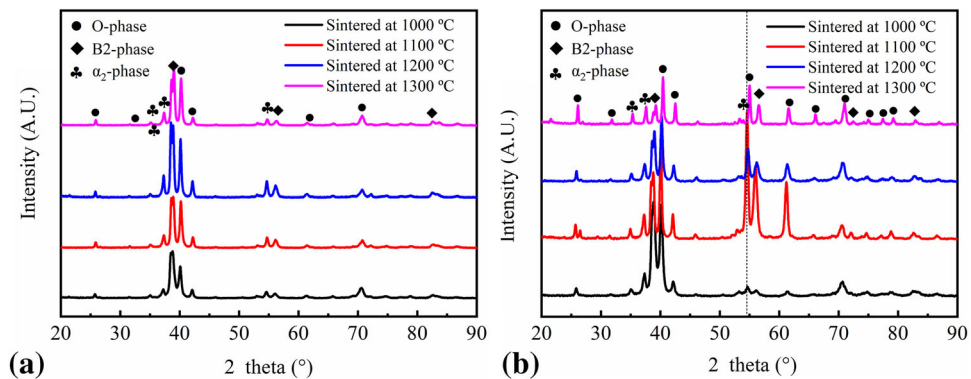 ● O-phase
◆ B2-phase
♣ α₂-phase
Sintered at 1000 ºC
Sintered at 1100 ºC
Sintered at 1200 ºC
Sintered at 1300 ºC
Intensity (A.U.)
20 30 40 50 60 70 80 90
2 theta (°)
(a)
● O-phase
◆ B2-phase
♣ α₂-phase
Sintered at 1000 ºC
Sintered at 1100 ºC
Sintered at 1200 ºC
Sintered at 1300 ºC
Intensity (A.U.)
20 30 40 50 60 70 80 90
2 theta (°)
(b)